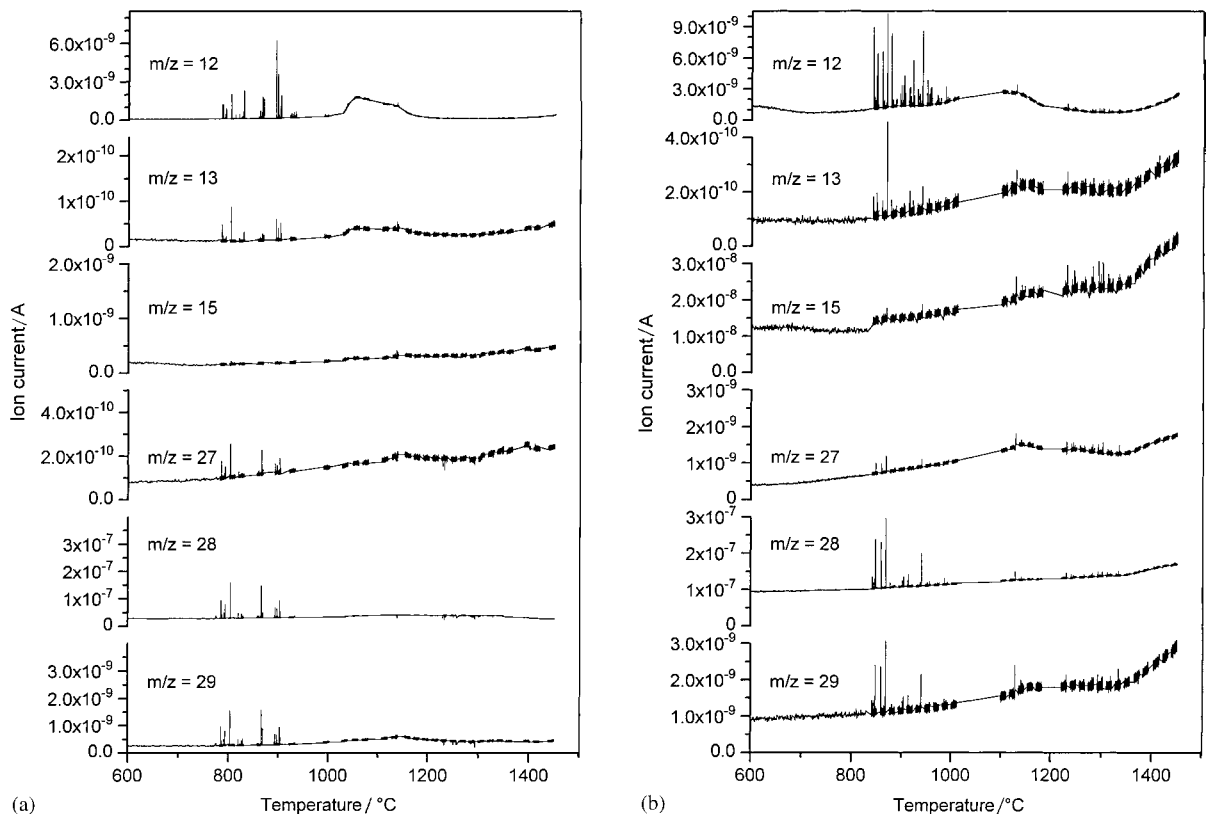 Ion current/A
6.0x10⁻⁹
3.0x10⁻⁹
0.0
m/z = 12
2x10⁻¹⁰
1x10⁻¹⁰
0
m/z = 13
2.0x10⁻⁹
1.0x10⁻⁹
0.0
m/z = 15
4.0x10⁻¹⁰
2.0x10⁻¹⁰
0.0
m/z = 27
3x10⁻⁷
2x10⁻⁷
1x10⁻⁷
0
m/z = 28
3.0x10⁻⁹
2.0x10⁻⁹
1.0x10⁻⁹
0.0
m/z = 29
600 800 1000 1200 1400
Temperature / °C
(a)
Ion current/A
9.0x10⁻⁹
6.0x10⁻⁹
3.0x10⁻⁹
0.0
m/z = 12
4.0x10⁻¹⁰
2.0x10⁻¹⁰
0.0
m/z = 13
3.0x10⁻⁸
2.0x10⁻⁸
1.0x10⁻⁸
0.0
m/z = 15
3x10⁻⁹
2x10⁻⁹
1x10⁻⁹
0
m/z = 27
3x10⁻⁷
2x10⁻⁷
1x10⁻⁷
0
m/z = 28
3.0x10⁻⁹
2.0x10⁻⁹
1.0x10⁻⁹
0.0
m/z = 29
600 800 1000 1200 1400
Temperature / °C
(b)